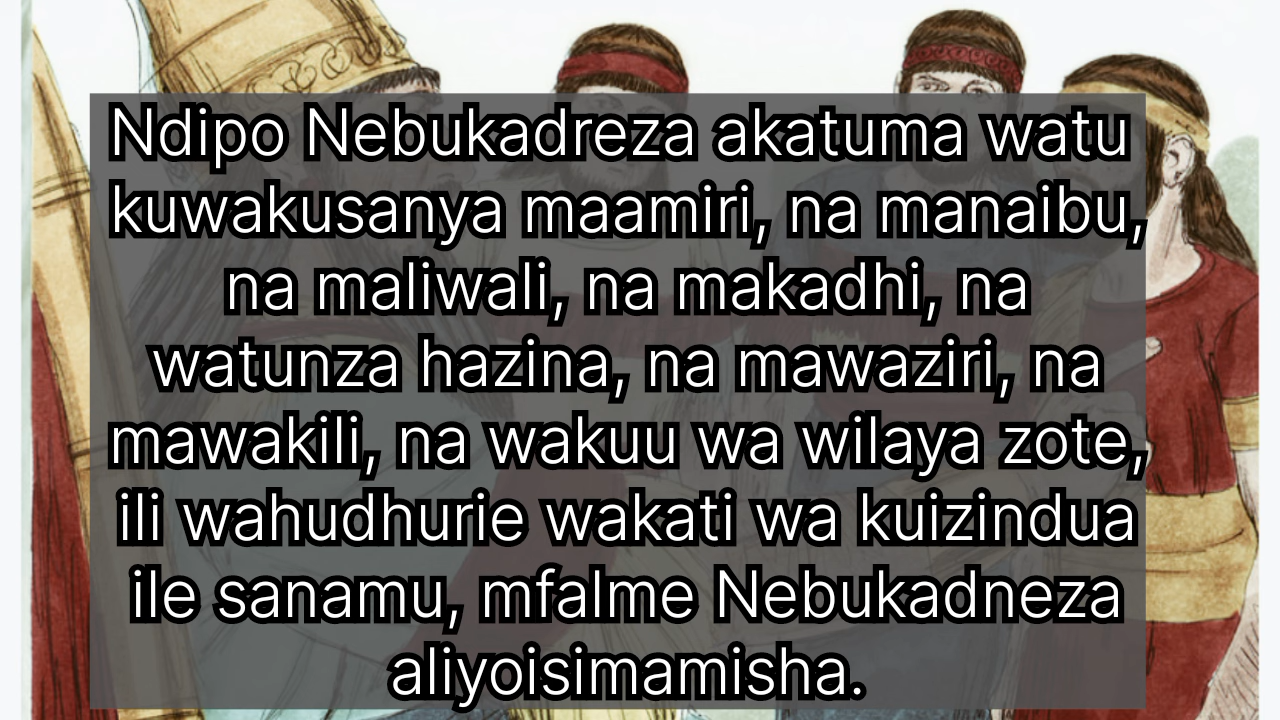 Ndipo Nebukadreza akatuma watu
kuwakusanya maamiri, na manaibu,
na maliwali, na makadhi, na
watunza hazina, na mawaziri, na
mawakili, na wakuu wa wilaya zote,
ili wahudhurie wakati wa kuizindua
ile sanamu, mfalme Nebukadneza
aliyoisimamisha.